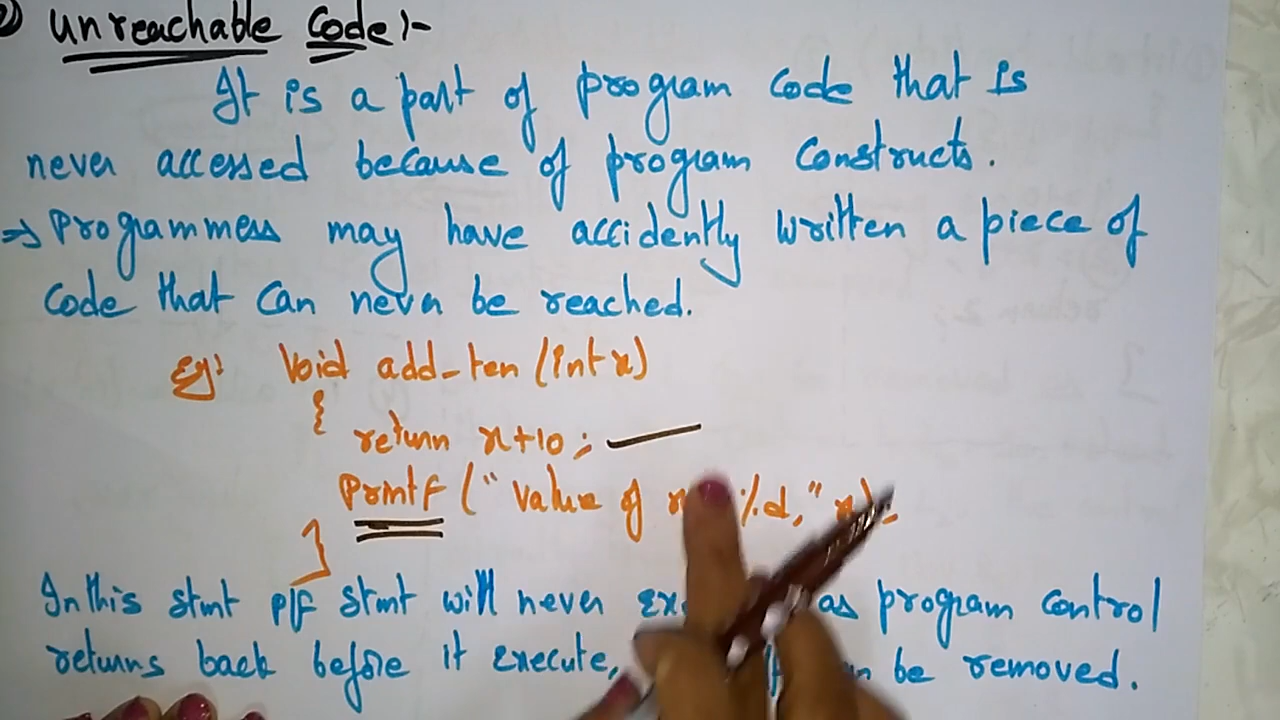 unreachable code:-
It is a part of program code that is
never accessed because of program constructs.
⇒ programmers may have accidently written a piece of
code that can never be reached.
Eg: void add-ten (int x)
{
return x+10;
printf ("value of %d," x);
}
In this stmt p/f stmt will never as program control
returns back before it execute, be removed.